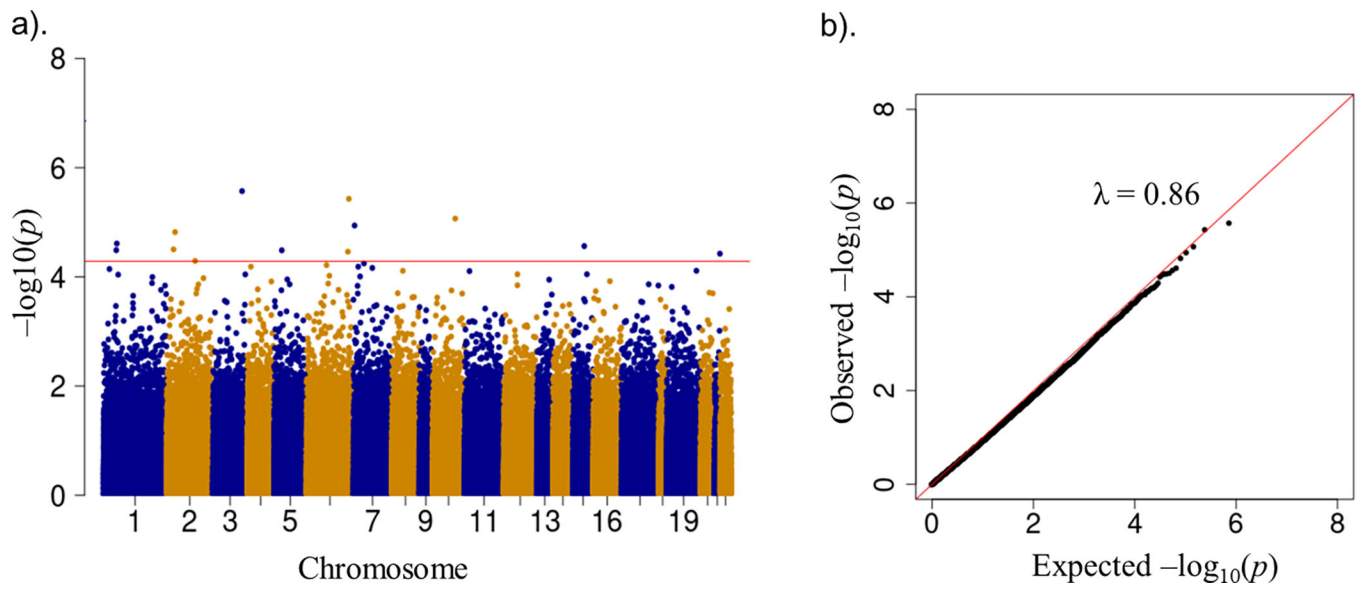 a).
8
6
4
2
0
–log10(p)
1 2 3 5 7 9 11 13 16 19
Chromosome
b).
8
6
4
2
0
Observed –log₁₀(p)
λ = 0.86
0 2 4 6 8
Expected –log₁₀(p)